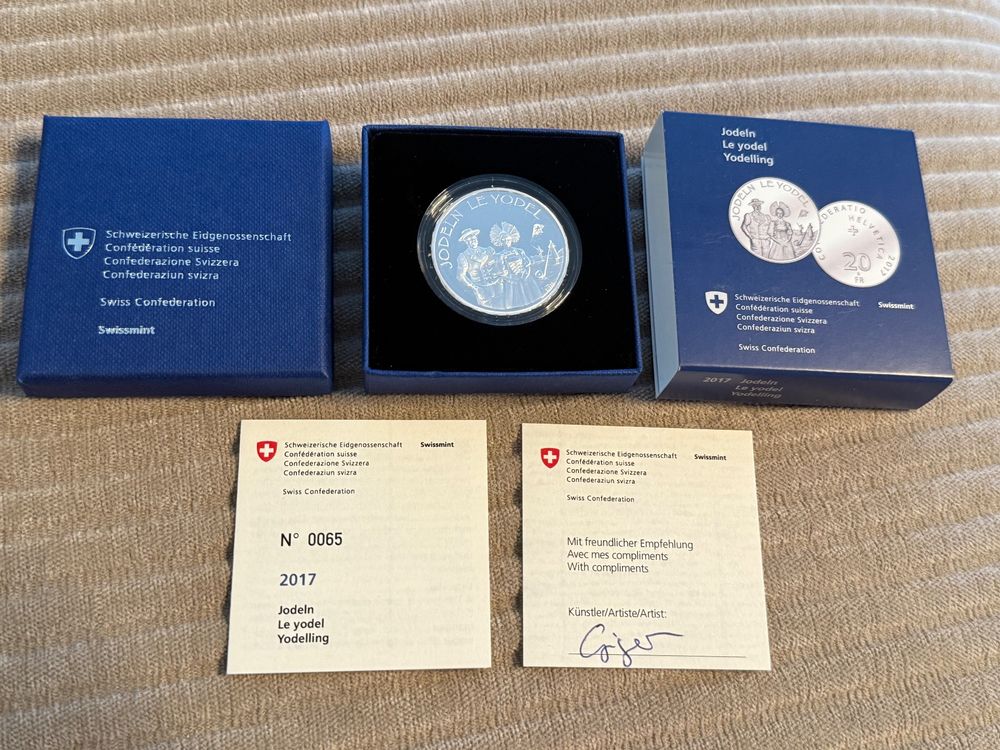 Schweizerische Eidgenossenschaft
Confédération suisse
Confederazione Svizzera
Confederaziun svizra
Swiss Confederation
Swissmint
JODELN LE YODEL
Jodeln
Le yodel
Yodelling
JODELN LE YODEL
CONFOEDERATIO HELVETICA 2017
20
FR
Schweizerische Eidgenossenschaft Swissmint
Confédération suisse
Confederazione Svizzera
Confederaziun svizra
Swiss Confederation
2017 Jodeln
Le yodel
Yodelling
Schweizerische Eidgenossenschaft Swissmint
Confédération suisse
Confederazione Svizzera
Confederaziun svizra
Swiss Confederation
N° 0065
2017
Jodeln
Le yodel
Yodelling
Schweizerische Eidgenossenschaft Swissmint
Confédération suisse
Confederazione Svizzera
Confederaziun svizra
Swiss Confederation
Mit freundlicher Empfehlung
Avec mes compliments
With compliments
Künstler/Artiste/Artist: